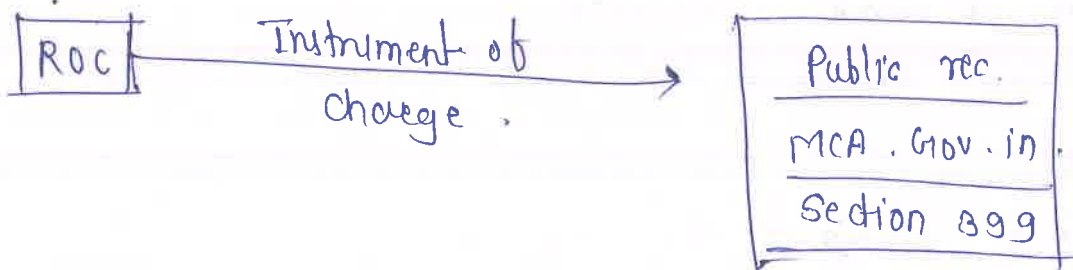 ROC
Instrument of
Charge.
Public rec.
MCA.Gov.in.
Section 399